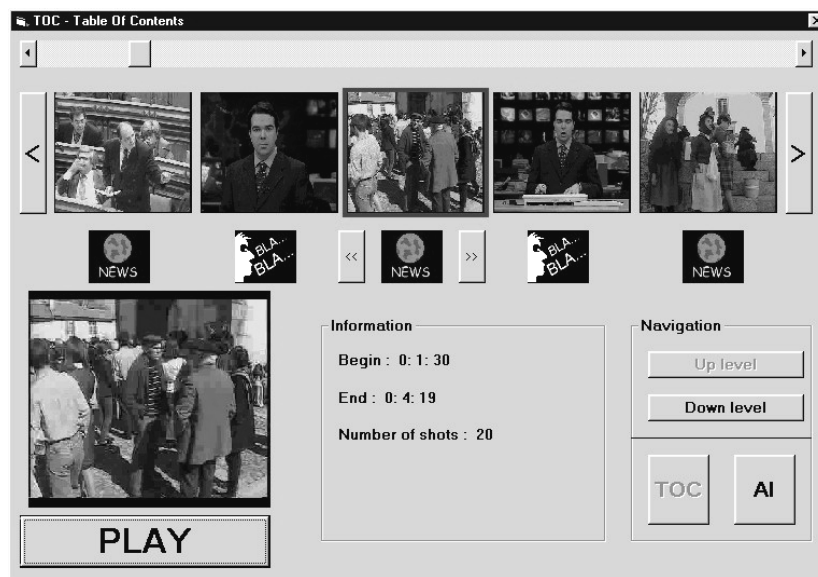 TOC - Table Of Contents
<
>
NEWS
BLA...
BLA...
<<
NEWS
>>
BLA...
BLA...
NEWS
Information
Begin : 0: 1: 30
End : 0: 4: 19
Number of shots : 20
Navigation
Up level
Down level
TOC
AI
PLAY